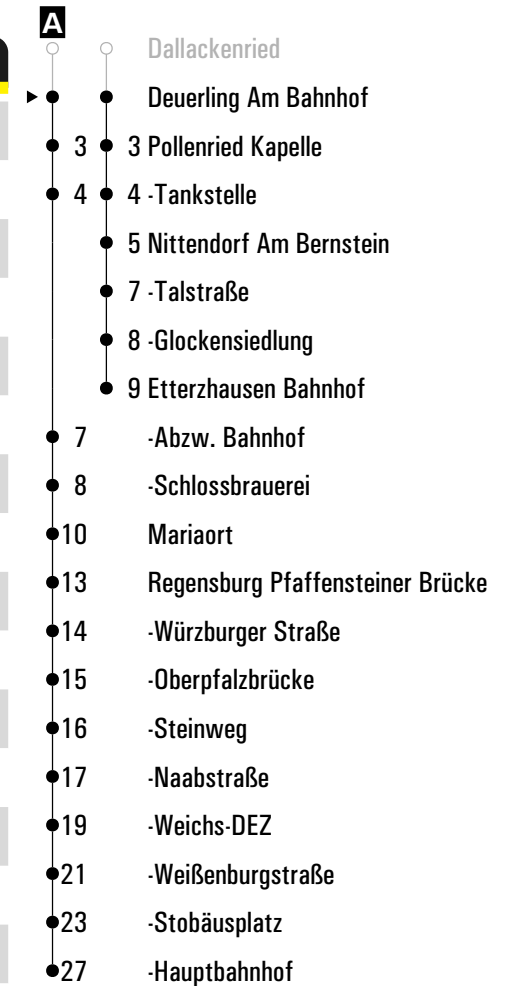 A
Dallackenried
Deuerling Am Bahnhof
3 3 Pollenried Kapelle
4 4 -Tankstelle
5 Nittendorf Am Bernstein
7 -Talstraße
8 -Glockensiedlung
9 Etterzhausen Bahnhof
7 -Abzw. Bahnhof
8 -Schlossbrauerei
10 Mariaort
13 Regensburg Pfaffensteiner Brücke
14 -Würzburger Straße
15 -Oberpfalzbrücke
16 -Steinweg
17 -Naabstraße
19 -Weichs-DEZ
21 -Weißenburgstraße
23 -Stobäusplatz
27 -Hauptbahnhof